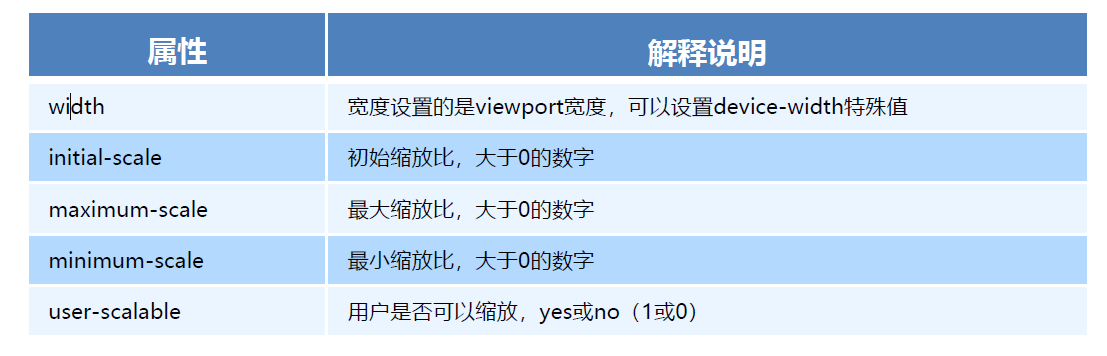 属性 解释说明
width 宽度设置的是viewport宽度，可以设置device-width特殊值
initial-scale 初始缩放比，大于0的数字
maximum-scale 最大缩放比，大于0的数字
minimum-scale 最小缩放比，大于0的数字
user-scalable 用户是否可以缩放，yes或no（1或0）